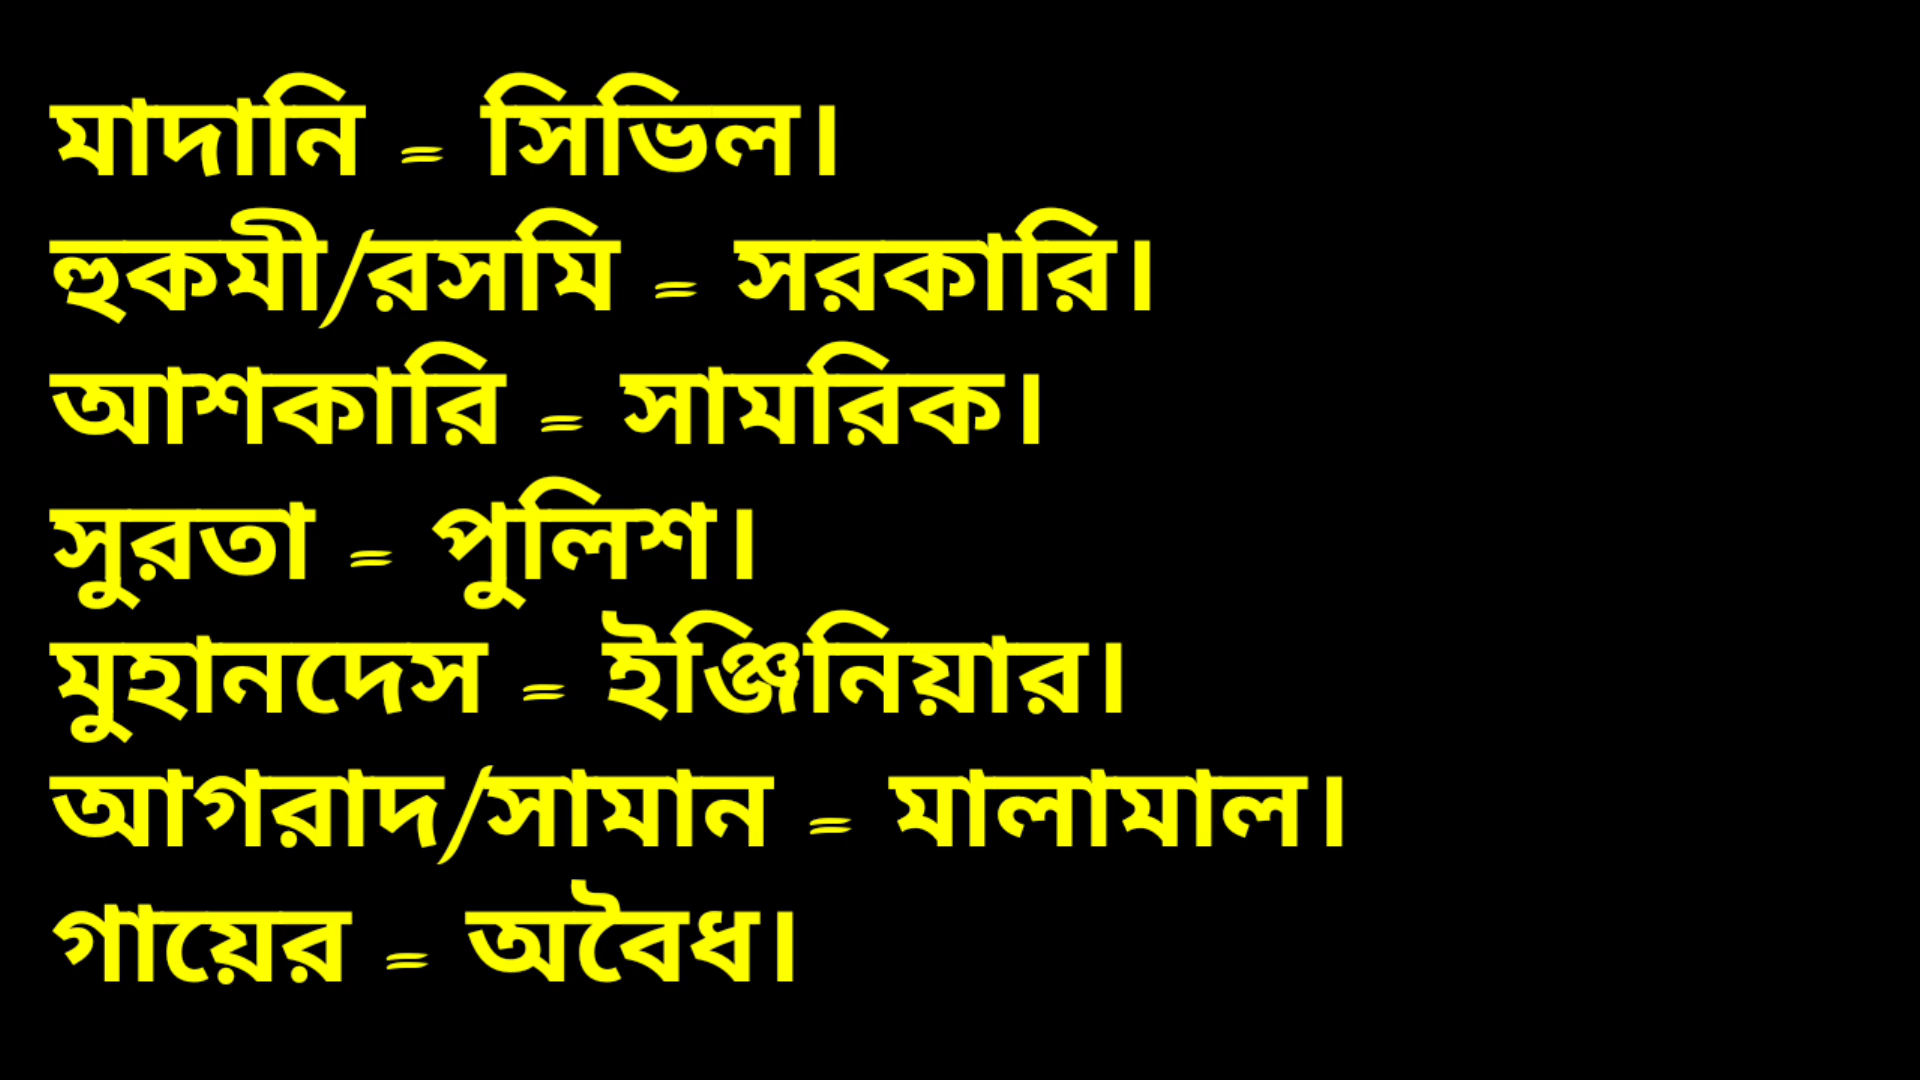 মাদানি = সিভিল।
হুকমী/রসমি = সরকারি।
আশকারি = সামরিক।
সুরতা = পুলিশ।
মুহানদেস = ইঞ্জিনিয়ার।
আগরাদ/সামান = মালামাল।
গায়ের = অবৈধ।